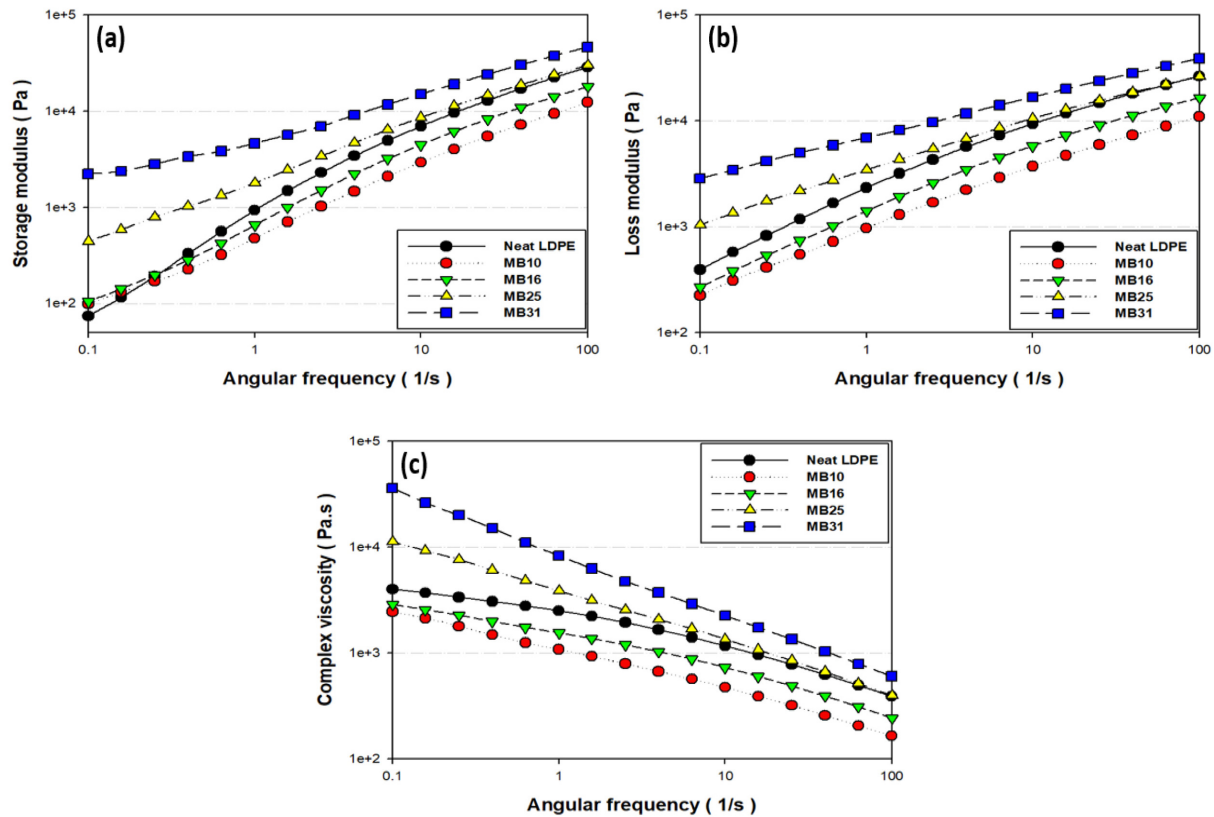 (a)
Storage modulus ( Pa )
1e+5
1e+4
1e+3
1e+2
0.1
1
10
100
Angular frequency ( 1/s )
Neat LDPE
MB10
MB16
MB25
MB31
(b)
Loss modulus ( Pa )
1e+5
1e+4
1e+3
1e+2
0.1
1
10
100
Angular frequency ( 1/s )
Neat LDPE
MB10
MB16
MB25
MB31
(c)
Complex viscosity ( Pa.s )
1e+5
1e+4
1e+3
1e+2
0.1
1
10
100
Angular frequency ( 1/s )
Neat LDPE
MB10
MB16
MB25
MB31